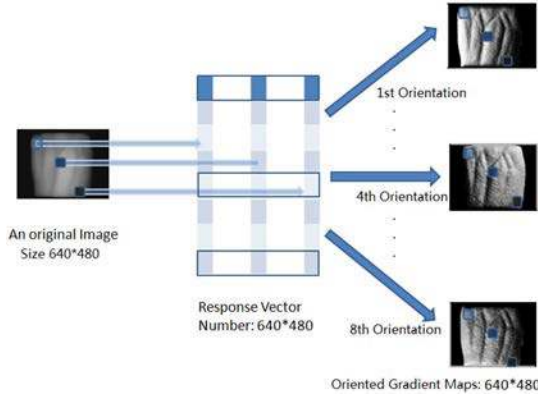 1st Orientation
4th Orientation
An original Image
Size 640*480
Response Vector
Number: 640*480
8th Orientation
Oriented Gradient Maps: 640*480